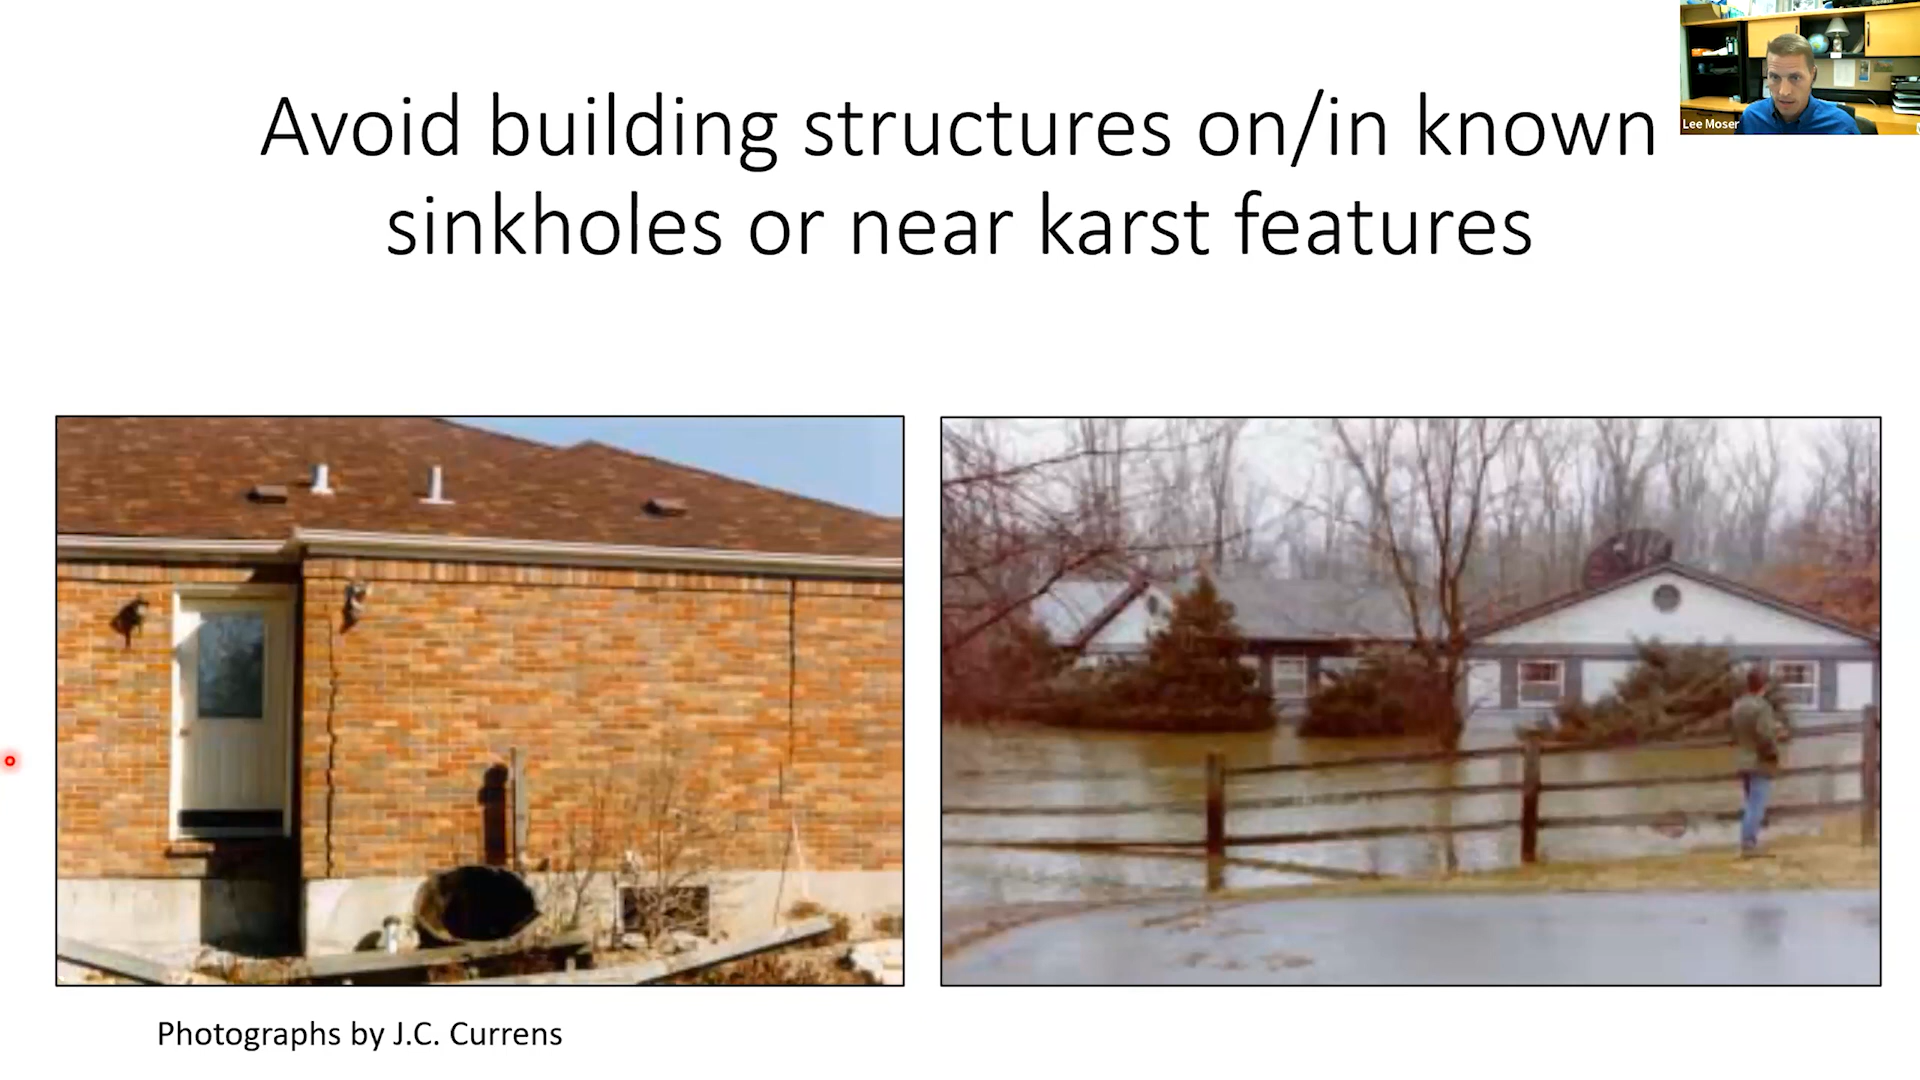 Avoid building structures on/in known
sinkholes or near karst features
Lee Moser
Photographs by J.C. Currens